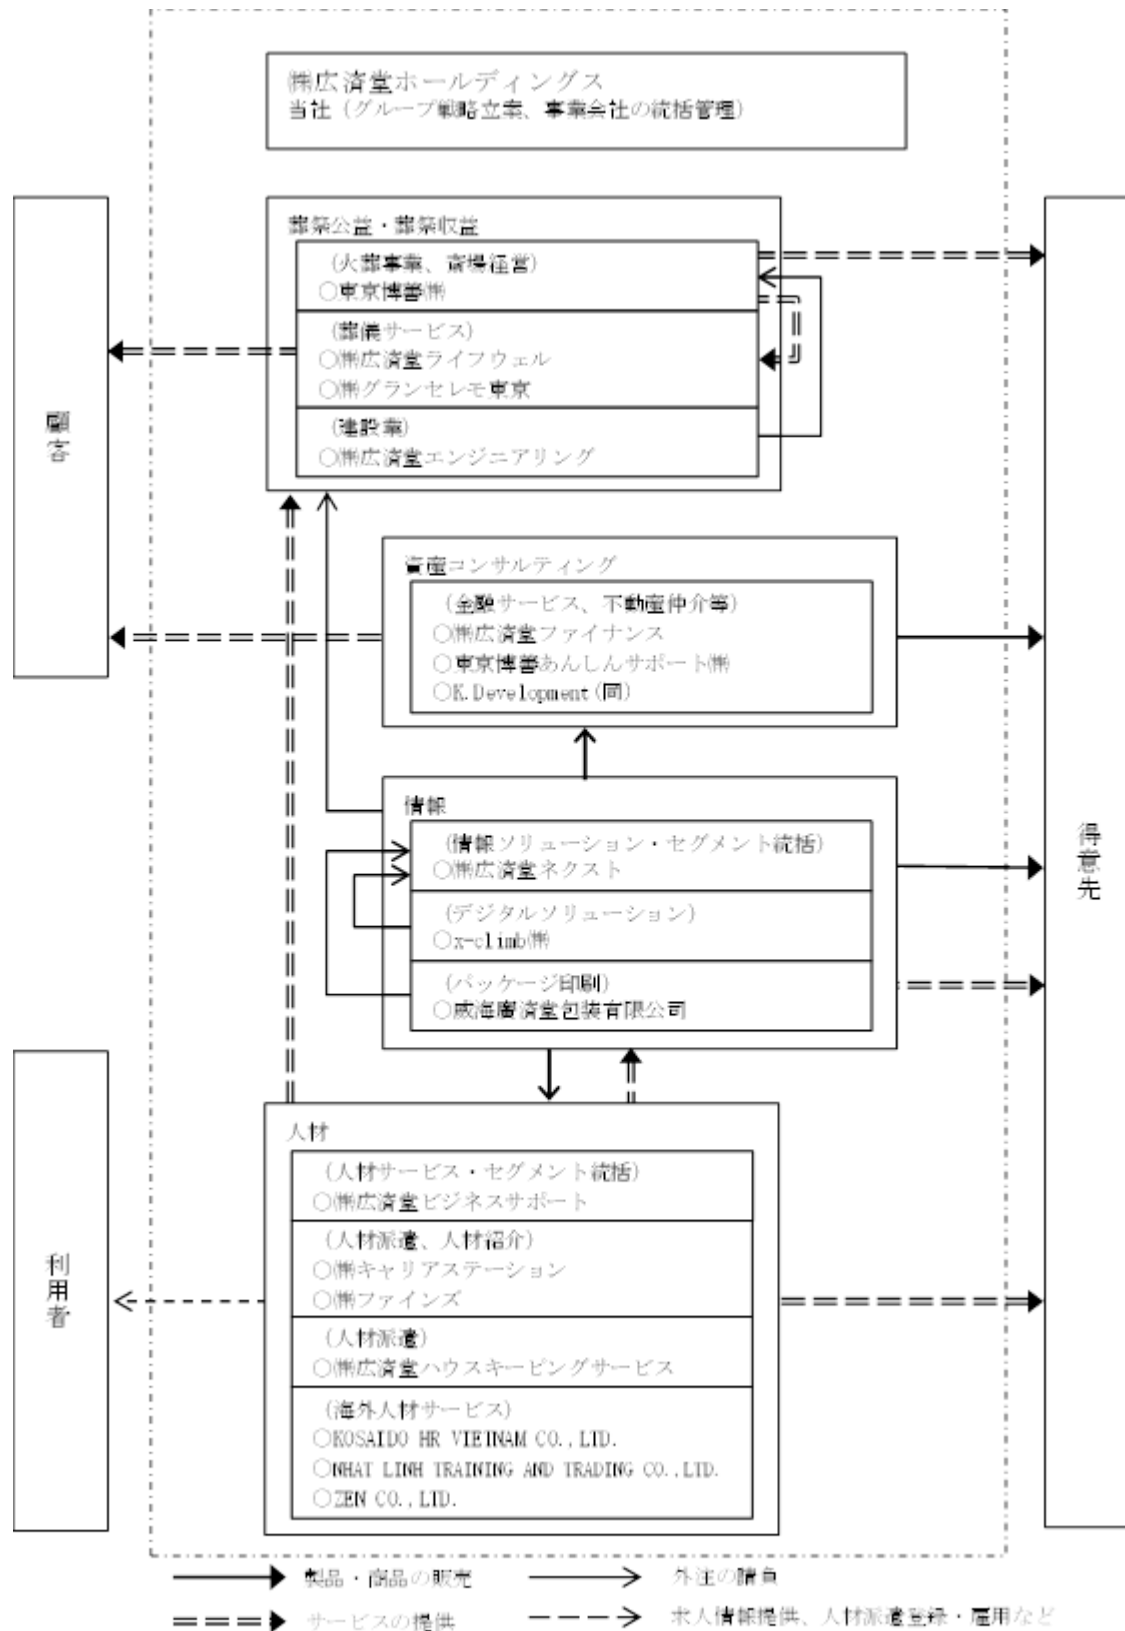 ㈱広済堂ホールディングス
当社（グループ戦略立案、事業会社の統括管理）
葬祭公益・葬祭収益
(火葬事業、斎場経営)
○東京博善㈱
(葬儀サービス)
○㈱広済堂ライフウェル
○㈱グランセレモ東京
(建設業)
○㈱広済堂エンジニアリング
顧客
資産コンサルティング
(金融サービス、不動産仲介等)
○㈱広済堂ファイナンス
○東京博善あんしんサポート㈱
○K.Development(同)
情報
(情報ソリューション・セグメント統括)
○㈱広済堂ネクスト
(デジタルソリューション)
○x-climb㈱
(パッケージ印刷)
○威海廣済堂包装有限公司
得意先
人材
(人材サービス・セグメント統括)
○㈱広済堂ビジネスサポート
(人材派遣、人材紹介)
○㈱キャリアステーション
○㈱ファインズ
(人材派遣)
○㈱広済堂ハウスキーピングサービス
(海外人材サービス)
○KOSAIDO HR VIETNAM CO.,LTD.
○NHAT LINH TRAINING AND TRADING CO.,LTD.
○ZEN CO.,LTD.
利用者
製品・商品の販売
外注の請負
サービスの提供
求人情報提供、人材派遣登録・雇用など